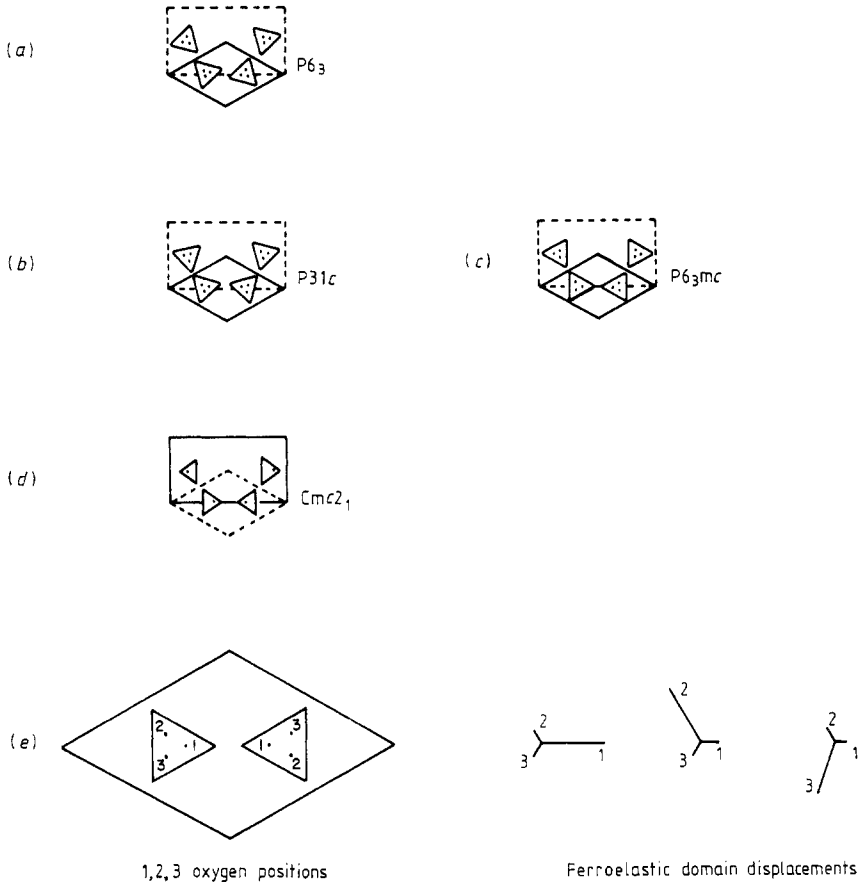 (a)
P6₃
(b)
P31c
(c)
P6₃mc
(d)
Cmc2₁
(e)
2 1 3
1 3 2
2 3 1
2 3 1
2 3 1
1,2,3 oxygen positions
Ferroelastic domain displacements